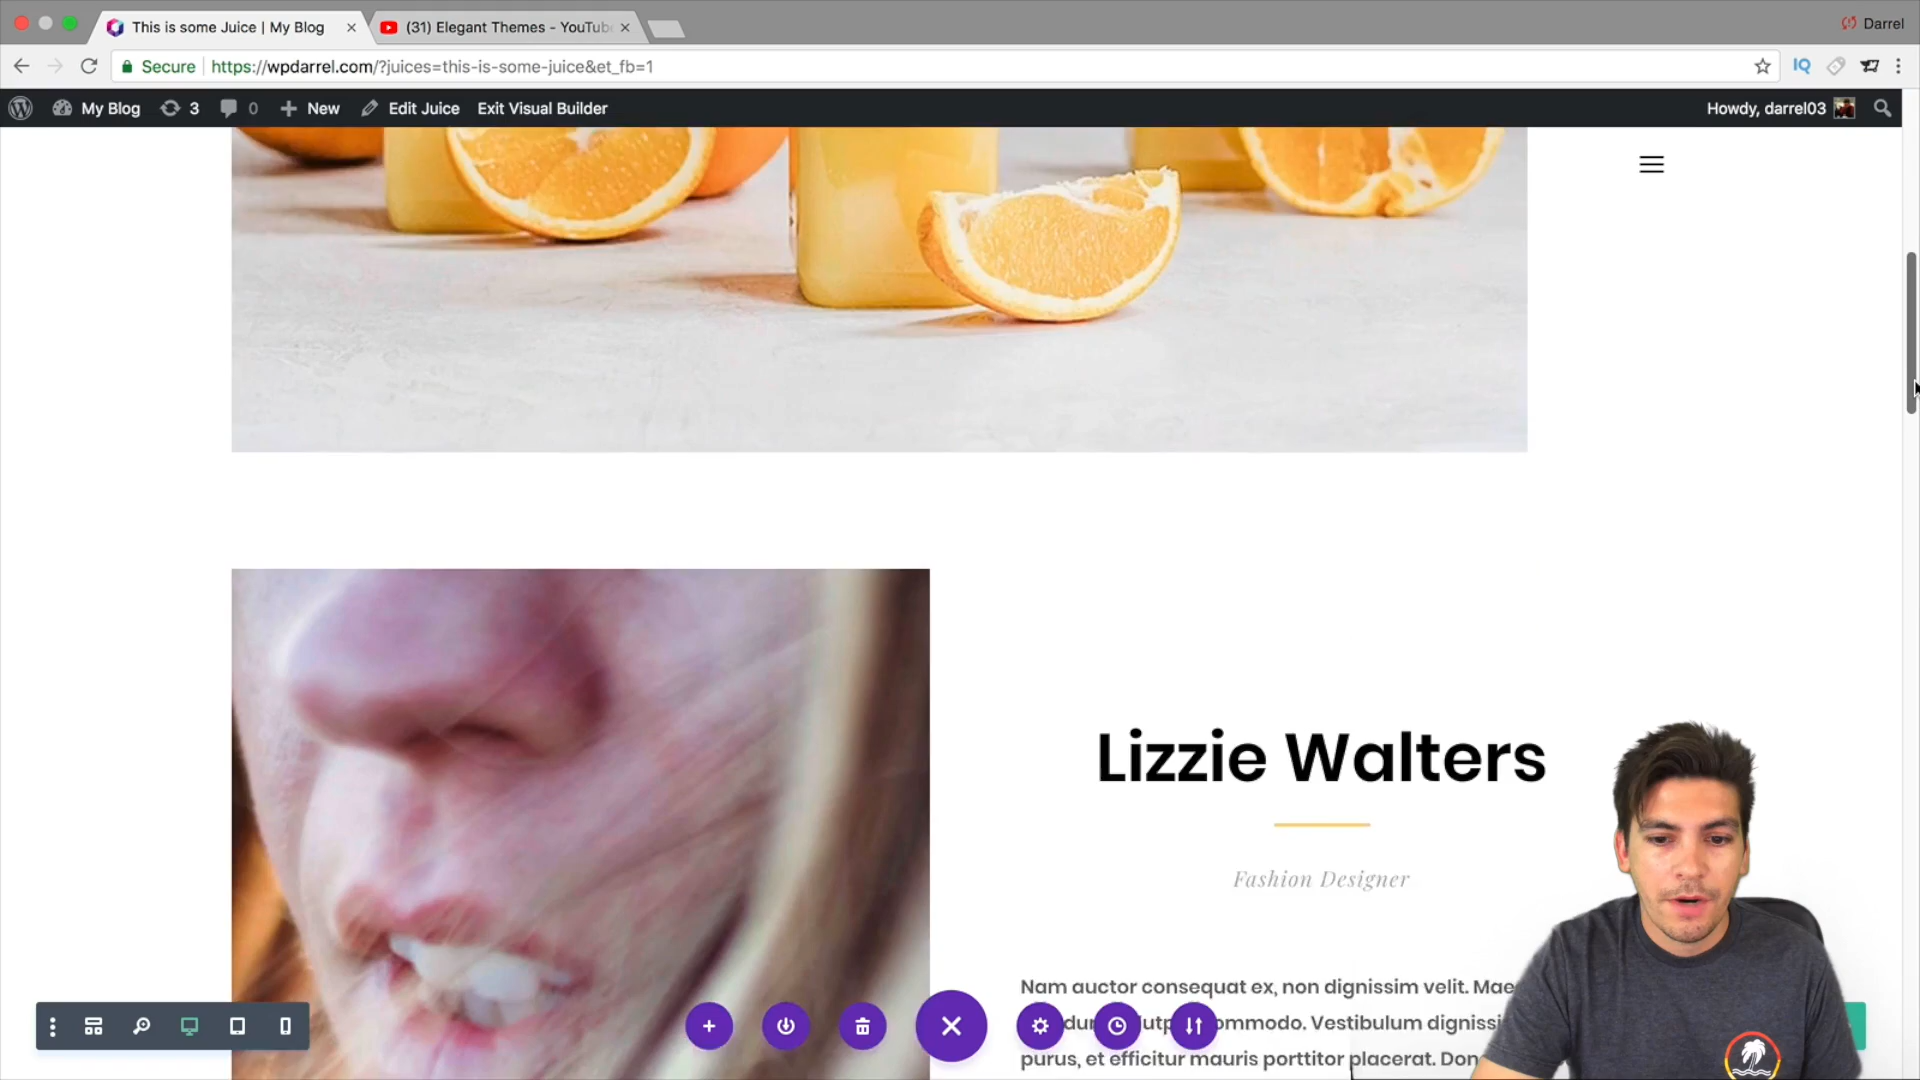 This is some Juice | My Blog
(31) Elegant Themes - YouTub
Darrel
Secure https://wpdarrel.com/?juices=this-is-some-juice&et_fb=1
IQ
My Blog 3 0 New Edit Juice Exit Visual Builder Howdy, darrel03
Lizzie Walters
Fashion Designer
Nam auctor consequat ex, non dignissim velit. Mae
ommodo. Vestibulum dignissi
purus, et efficitur mauris porttitor placerat. Don